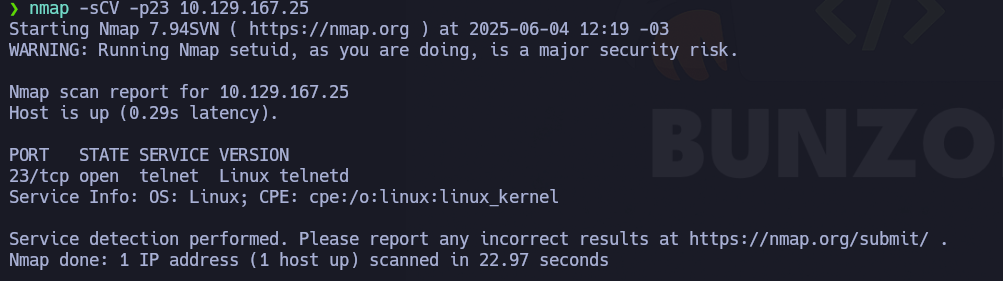 ❯ nmap -sCV -p23 10.129.167.25
Starting Nmap 7.94SVN ( https://nmap.org ) at 2025-06-04 12:19 -03
WARNING: Running Nmap setuid, as you are doing, is a major security risk.
Nmap scan report for 10.129.167.25
Host is up (0.29s latency).
PORT   STATE SERVICE VERSION
23/tcp open  telnet  Linux telnetd
Service Info: OS: Linux; CPE: cpe:/o:linux:linux_kernel
Service detection performed. Please report any incorrect results at https://nmap.org/submit/ .
Nmap done: 1 IP address (1 host up) scanned in 22.97 seconds
</> 
BUNZO